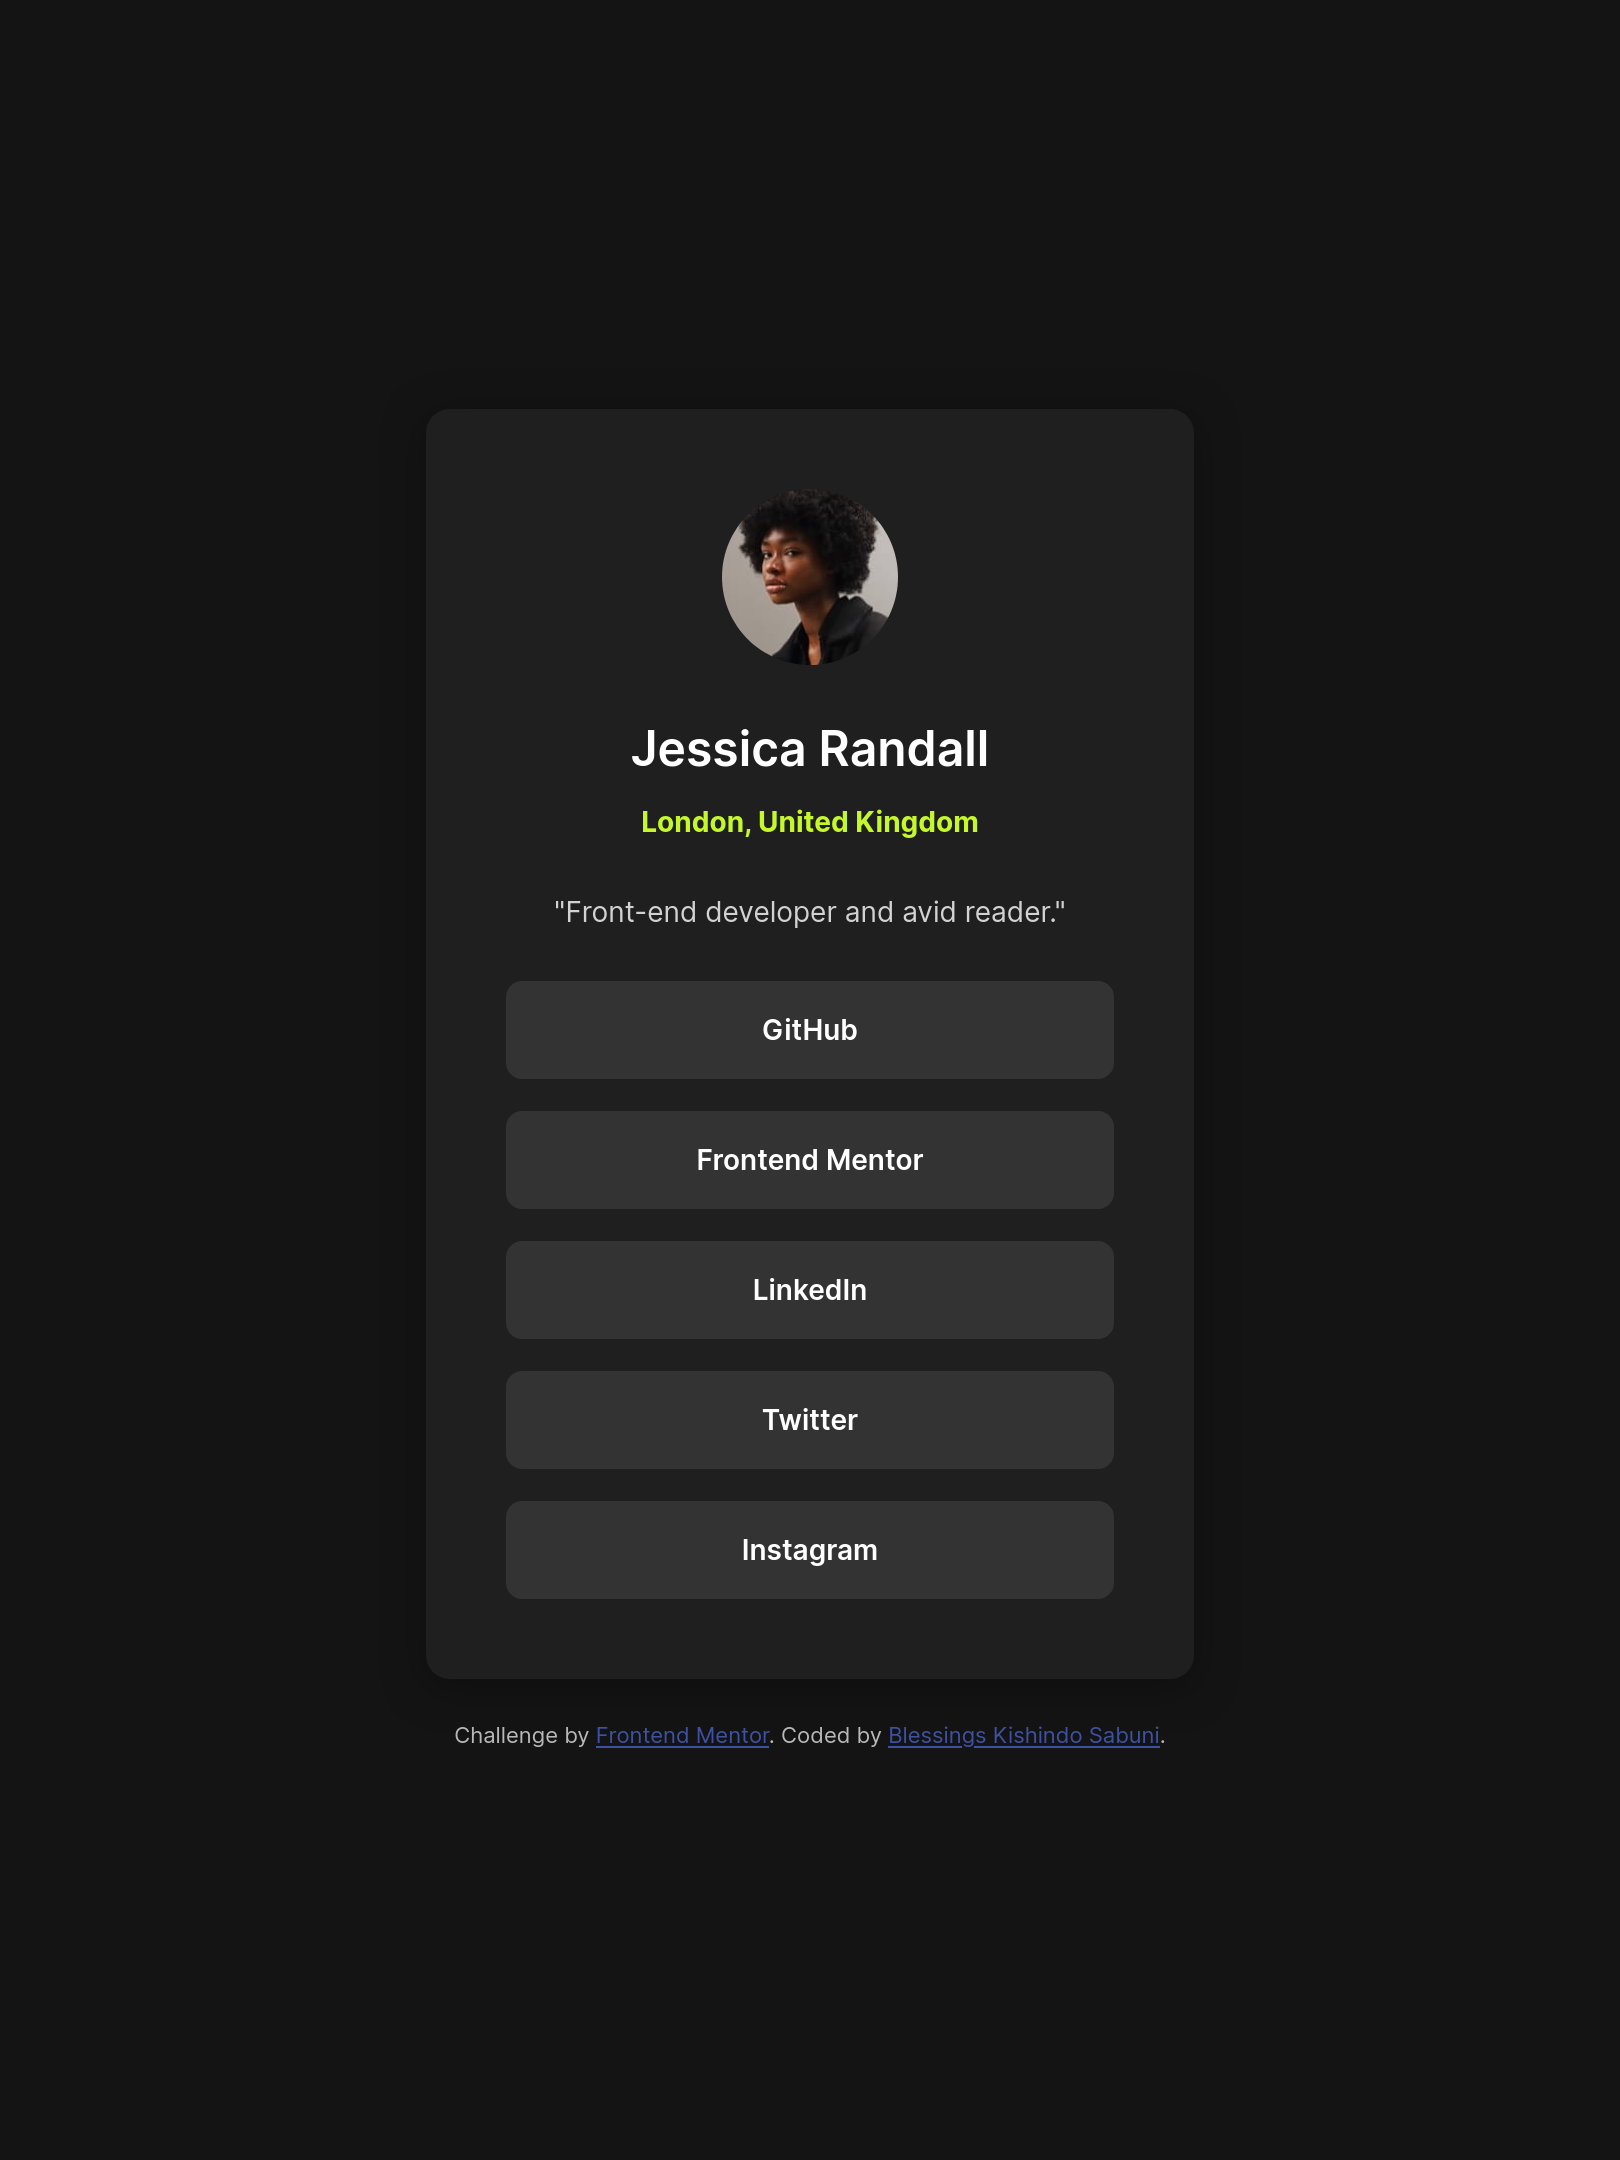 Jessica Randall
London, United Kingdom
"Front-end developer and avid reader."
GitHub
Frontend Mentor
LinkedIn
Twitter
Instagram
Challenge by Frontend Mentor. Coded by Blessings Kishindo Sabuni.